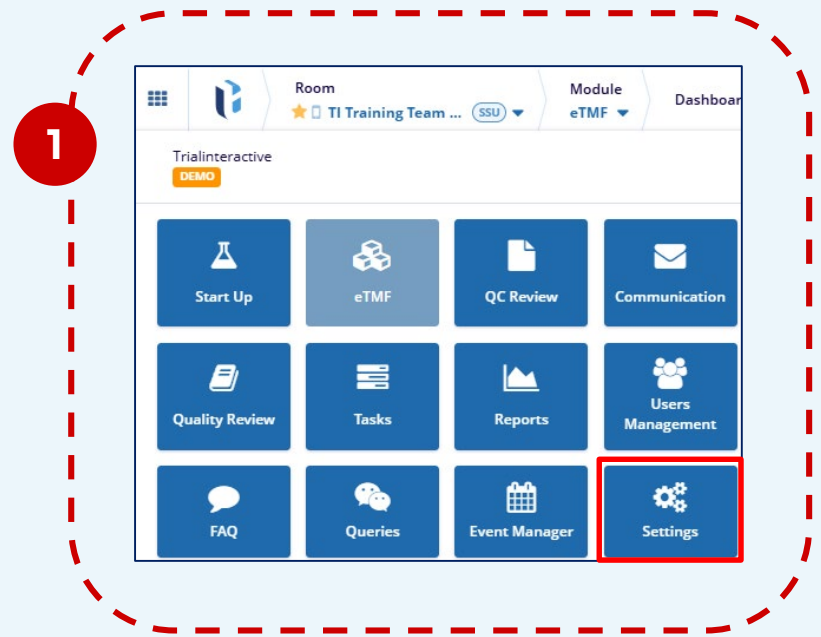 1
Room
TI Training Team ... SSU
Module
eTMF
Dashboar
Trialinteractive
DEMO
Start Up
eTMF
QC Review
Communication
Quality Review
Tasks
Reports
Users
Management
FAQ
Queries
Event Manager
Settings